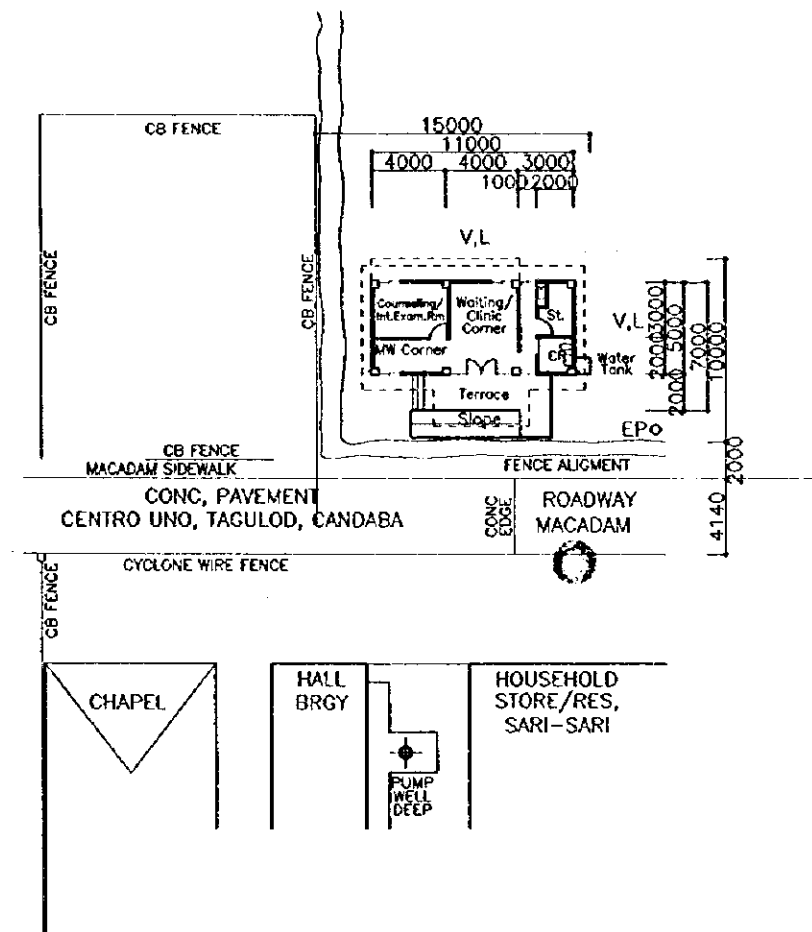 15000
CB FENCE
11000
4000 4000 3000
1000 2000
V,L
CB FENCE
CB FENCE
Counseling/
Int.Exam.Rm
Waiting/
Clinic
Corner
St.
MW Corner
CR
Water
Tank
V,L
3000
2000
5000
2000
7000
10000
Terrace
Slope
EP
CB FENCE
MACADAM SIDEWALK
FENCE ALIGMENT
2000
CONC, PAVEMENT
CENTRO UNO, TAGULOD, CANDABA
CONC
EDGE
ROADWAY
MACADAM
4140
CYCLONE WIRE FENCE
CB FENCE
CHAPEL
HALL
BRGY
HOUSEHOLD
STORE/RES,
SARI-SARI
PUMP
WELL
DEEP